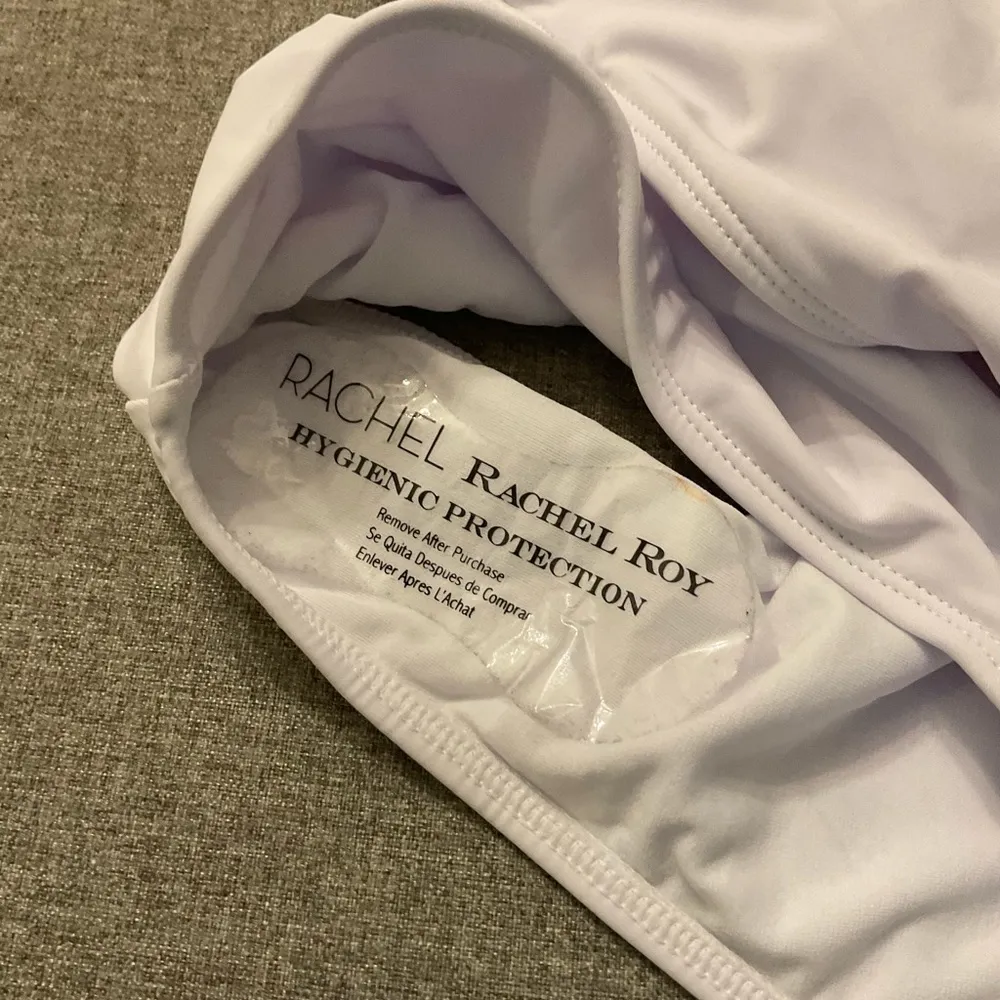 RACHEL RACHEL ROY
HYGIENIC PROTECTION
Remove After Purchase
Se Quita Despues de Comprar
Enlever Apres L'Achat